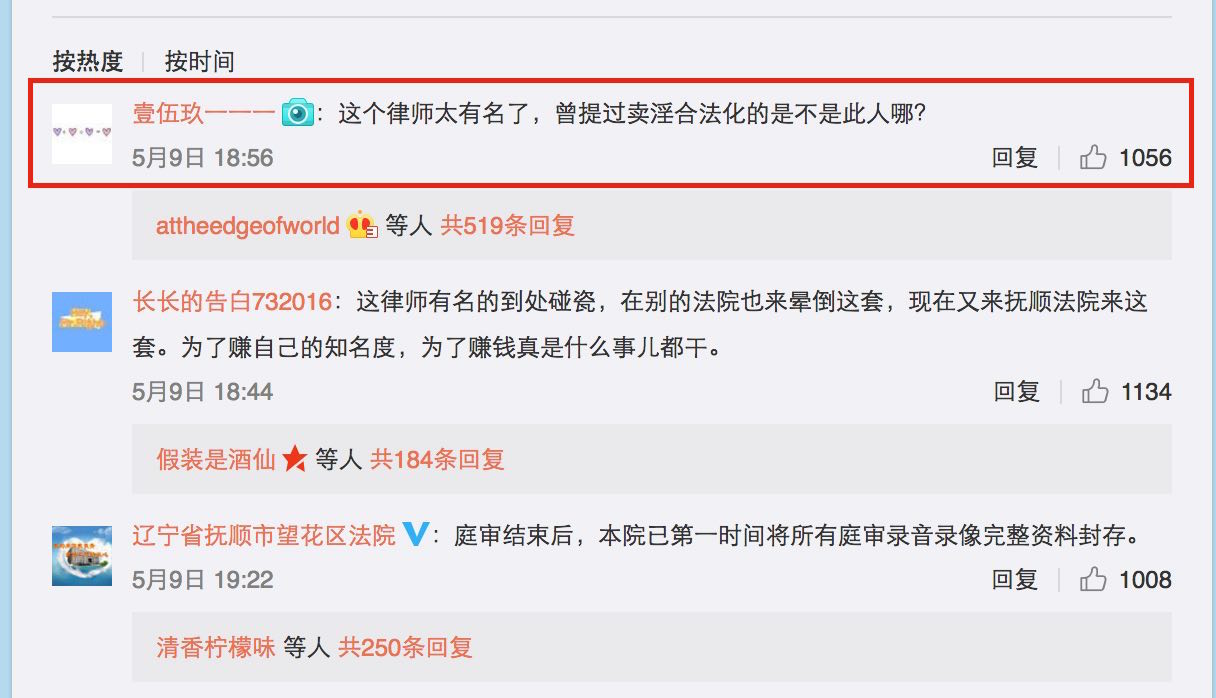 按热度 按时间
壹伍玖一一一：这个律师太有名了，曾提过卖淫合法化的是不是此人哪？
5月9日 18:56 回复 1056
attheedgeofworld 等人 共519条回复
长长的告白732016：这律师有名的到处碰瓷，在别的法院也来晕倒这套，现在又来抚顺法院来这
套。为了赚自己的知名度，为了赚钱真是什么事儿都干。
5月9日 18:44 回复 1134
假装是酒仙 等人 共184条回复
辽宁省抚顺市望花区法院 V：庭审结束后，本院已第一时间将所有庭审录音录像完整资料封存。
5月9日 19:22 回复 1008
清香柠檬味 等人 共250条回复